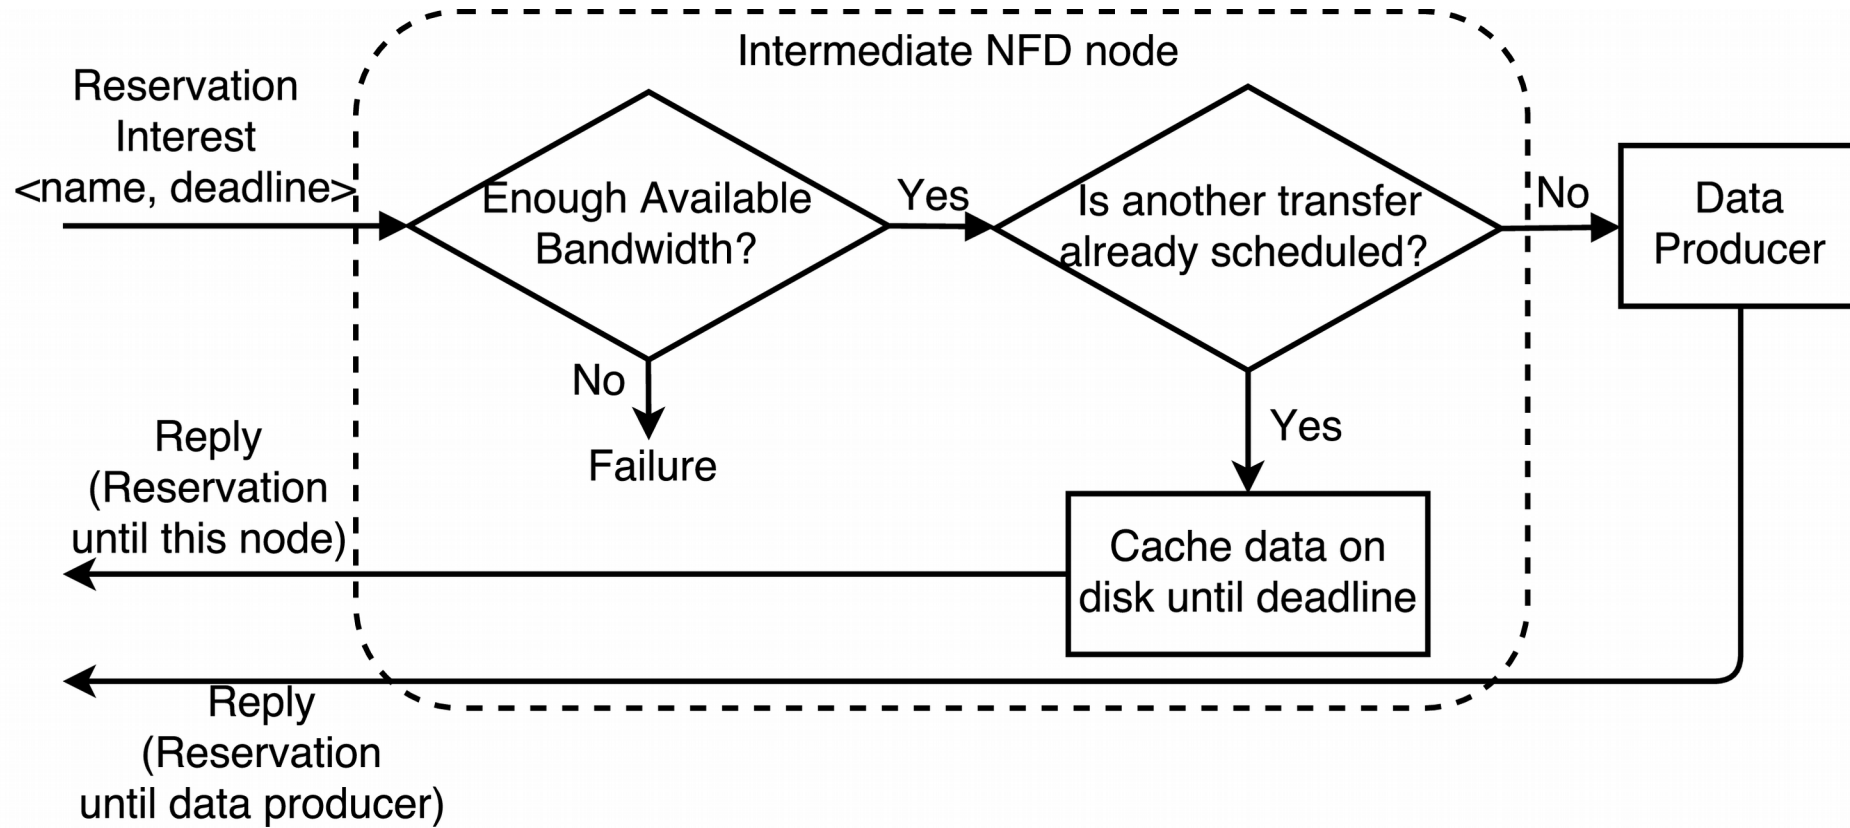 Intermediate NFD node
Reservation
Interest
<name, deadline>
Enough Available
Bandwidth?
Yes
Is another transfer
already scheduled?
No
Data
Producer
No
Failure
Yes
Cache data on
disk until deadline
Reply
(Reservation
until this node)
Reply
(Reservation
until data producer)